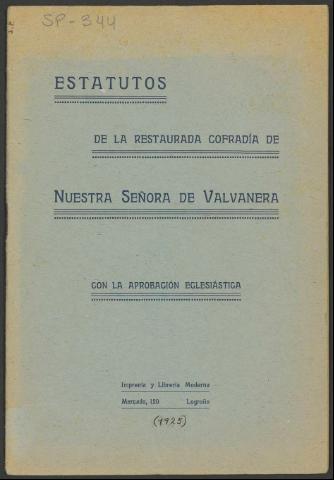 SP-344
ESTATUTOS
DE LA RESTAURADA COFRADÍA DE
NUESTRA SEÑORA DE VALVANERA
CON LA APROBACIÓN ECLESIÁSTICA
Imprenta y Librería Moderna
Mercado, 120 Logroño
(1925)